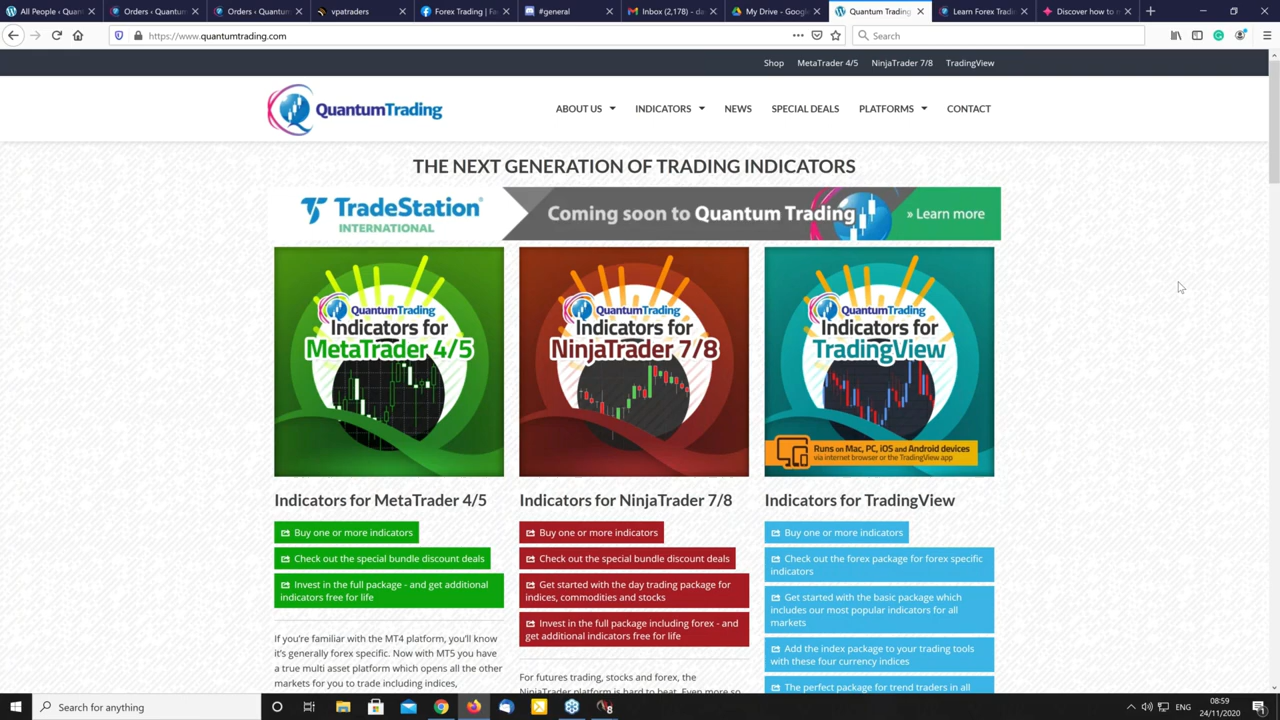 All People ‹ Quant
Orders ‹ Quantum
Orders ‹ Quantum
vpatraders
Forex Trading | Fac
#general
Inbox (2,178) - da
My Drive - Google
Quantum Trading
Learn Forex Tradi
Discover how to m
https://www.quantumtrading.com
Search
Shop MetaTrader 4/5 NinjaTrader 7/8 TradingView
QuantumTrading
ABOUT US INDICATORS NEWS SPECIAL DEALS PLATFORMS CONTACT
THE NEXT GENERATION OF TRADING INDICATORS
TradeStation
INTERNATIONAL
Coming soon to Quantum Trading
» Learn more
QuantumTrading
Indicators for
MetaTrader 4/5
QuantumTrading
Indicators for
NinjaTrader 7/8
QuantumTrading
Indicators for
TradingView
Runs on Mac, PC, iOS and Android devices
via internet browser or the TradingView app
Indicators for MetaTrader 4/5
Buy one or more indicators
Check out the special bundle discount deals
Invest in the full package - and get additional
indicators free for life
If you're familiar with the MT4 platform, you'll know
it's generally forex specific. Now with MT5 you have
a true multi asset platform which opens all the other
markets for you to trade including indices,
Indicators for NinjaTrader 7/8
Buy one or more indicators
Check out the special bundle discount deals
Get started with the day trading package for
indices, commodities and stocks
Invest in the full package including forex - and
get additional indicators free for life
For futures trading, stocks and forex, the
NinjaTrader platform is hard to beat. Even more so
Indicators for TradingView
Buy one or more indicators
Check out the forex package for forex specific
indicators
Get started with the basic package which
includes our most popular indicators for all
markets
Add the index package to your trading tools
with these four currency indices
The perfect package for trend traders in all
Search for anything
08:59
24/11/2020